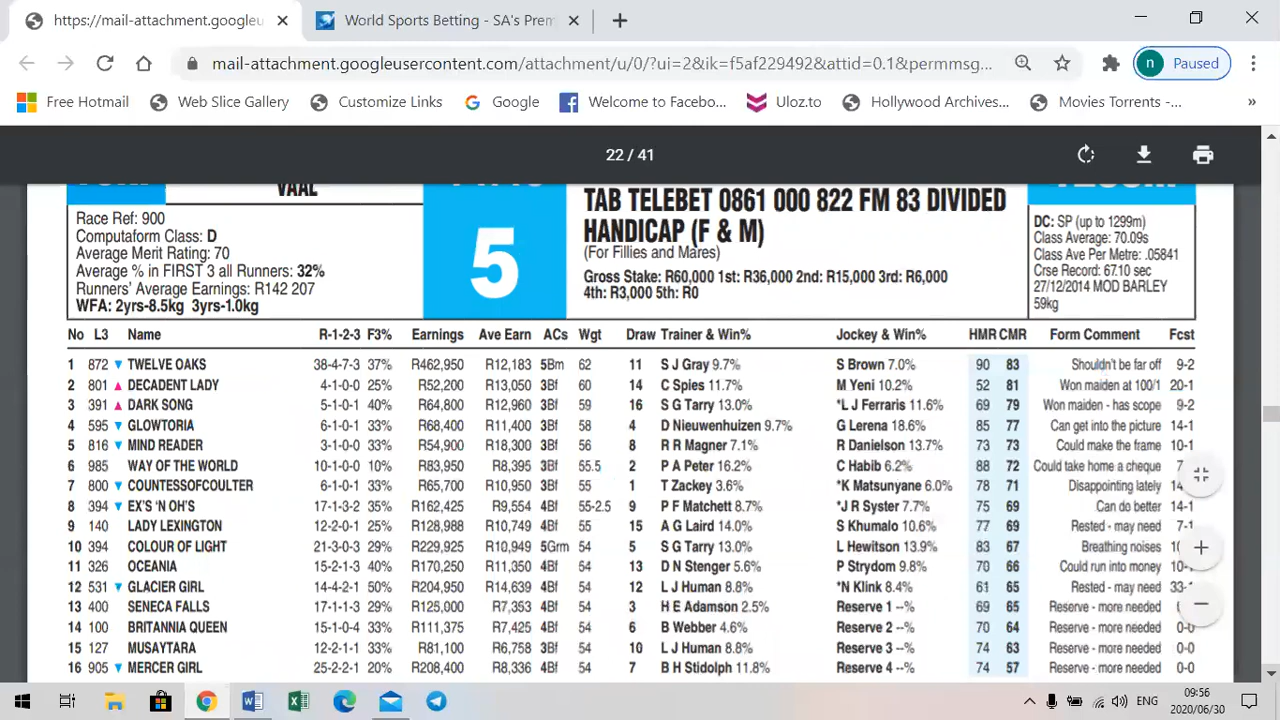 https://mail-attachment.googleu
World Sports Betting - SA's Prem
mail-attachment.googleusercontent.com/attachment/u/0/?ui=2&ik=f5af229492&attid=0.1&permmsg...
n Paused
Free Hotmail Web Slice Gallery Customize Links Google Welcome to Facebo... Uloz.to Hollywood Archives... Movies Torrents -... »
22 / 41
VAAL
Race Ref: 900
Computaform Class: D
Average Merit Rating: 70
Average % in FIRST 3 all Runners: 32%
Runners' Average Earnings: R142 207
WFA: 2yrs-8.5kg 3yrs-1.0kg
5
TAB TELEBET 0861 000 822 FM 83 DIVIDED
HANDICAP (F & M)
(For Fillies and Mares)
Gross Stake: R60,000 1st: R36,000 2nd: R15,000 3rd: R6,000
4th: R3,000 5th: R0
DC: SP (up to 1299m)
Class Average: 70.09s
Class Ave Per Metre: .05841
Crse Record: 67.10 sec
27/12/2014 MOD BARLEY
59kg
No L3 Name R-1-2-3 F3% Earnings Ave Earn ACs Wgt Draw Trainer & Win% Jockey & Win% HMR CMR Form Comment Fcst
1 872 ▼ TWELVE OAKS 38-4-7-3 37% R462,950 R12,183 5Bm 62 11 S J Gray 9.7% S Brown 7.0% 90 83 Shouldn't be far off 9-2
2 801 ▲ DECADENT LADY 4-1-0-0 25% R52,200 R13,050 3Bf 60 14 C Spies 11.7% M Yeni 10.2% 52 81 Won maiden at 100/1 20-1
3 391 ▲ DARK SONG 5-1-0-1 40% R64,800 R12,960 3Bf 59 16 S G Tarry 13.0% *L J Ferraris 11.6% 69 79 Won maiden - has scope 9-2
4 595 ▼ GLOWTORIA 6-1-0-1 33% R68,400 R11,400 3Bf 58 4 D Nieuwenhuizen 9.7% G Lerena 18.6% 85 77 Can get into the picture 14-1
5 816 ▼ MIND READER 3-1-0-0 33% R54,900 R18,300 3Bf 56 8 R R Magner 7.1% R Danielson 13.7% 73 73 Could make the frame 10-1
6 985 WAY OF THE WORLD 10-1-0-0 10% R83,950 R8,395 3Bf 55.5 2 P A Peter 16.2% C Habib 6.2% 88 72 Could take home a cheque
7 800 ▼ COUNTESSOFCOULTER 6-1-0-1 33% R65,700 R10,950 3Bf 55 1 T Zackey 3.6% *K Matsunyane 6.0% 78 71 Disappointing lately
8 394 ▼ EX'S 'N OH'S 17-1-3-2 35% R162,425 R9,554 4Bf 55-2.5 9 P F Matchett 8.7% *J R Syster 7.7% 75 69 Can do better 14-1
9 140 LADY LEXINGTON 12-2-0-1 25% R128,988 R10,749 4Bf 55 15 A G Laird 14.0% S Khumalo 10.6% 77 69 Rested - may need 7-1
10 394 COLOUR OF LIGHT 21-3-0-3 29% R229,925 R10,949 5Grm 54 5 S G Tarry 13.0% L Hewitson 13.9% 83 67 Breathing noises
11 326 OCEANIA 15-2-1-3 40% R170,250 R11,350 4Bf 54 13 D N Stenger 5.6% P Strydom 9.8% 70 66 Could run into money
12 531 ▼ GLACIER GIRL 14-4-2-1 50% R204,950 R14,639 4Bf 54 12 L J Human 8.8% *N Klink 8.4% 61 65 Rested - may need
13 400 SENECA FALLS 17-1-1-3 29% R125,000 R7,353 4Bf 54 3 H E Adamson 2.5% Reserve 1 --% 69 65 Reserve - more needed
14 100 BRITANNIA QUEEN 15-1-0-4 33% R111,375 R7,425 4Bf 54 6 B Webber 4.6% Reserve 2 --% 70 64 Reserve - more needed 0-0
15 127 MUSAYTARA 12-2-1-1 33% R81,100 R6,758 3Bf 54 10 L J Human 8.8% Reserve 3 --% 74 63 Reserve - more needed 0-0
16 905 ▼ MERCER GIRL 24-2-2-1 20% R208,400 R8,336 4Bf 54 7 B H Stidolph 11.8% Reserve 4 --% 74 57 Reserve - more needed 0-0
ENG 09:56
2020/06/30